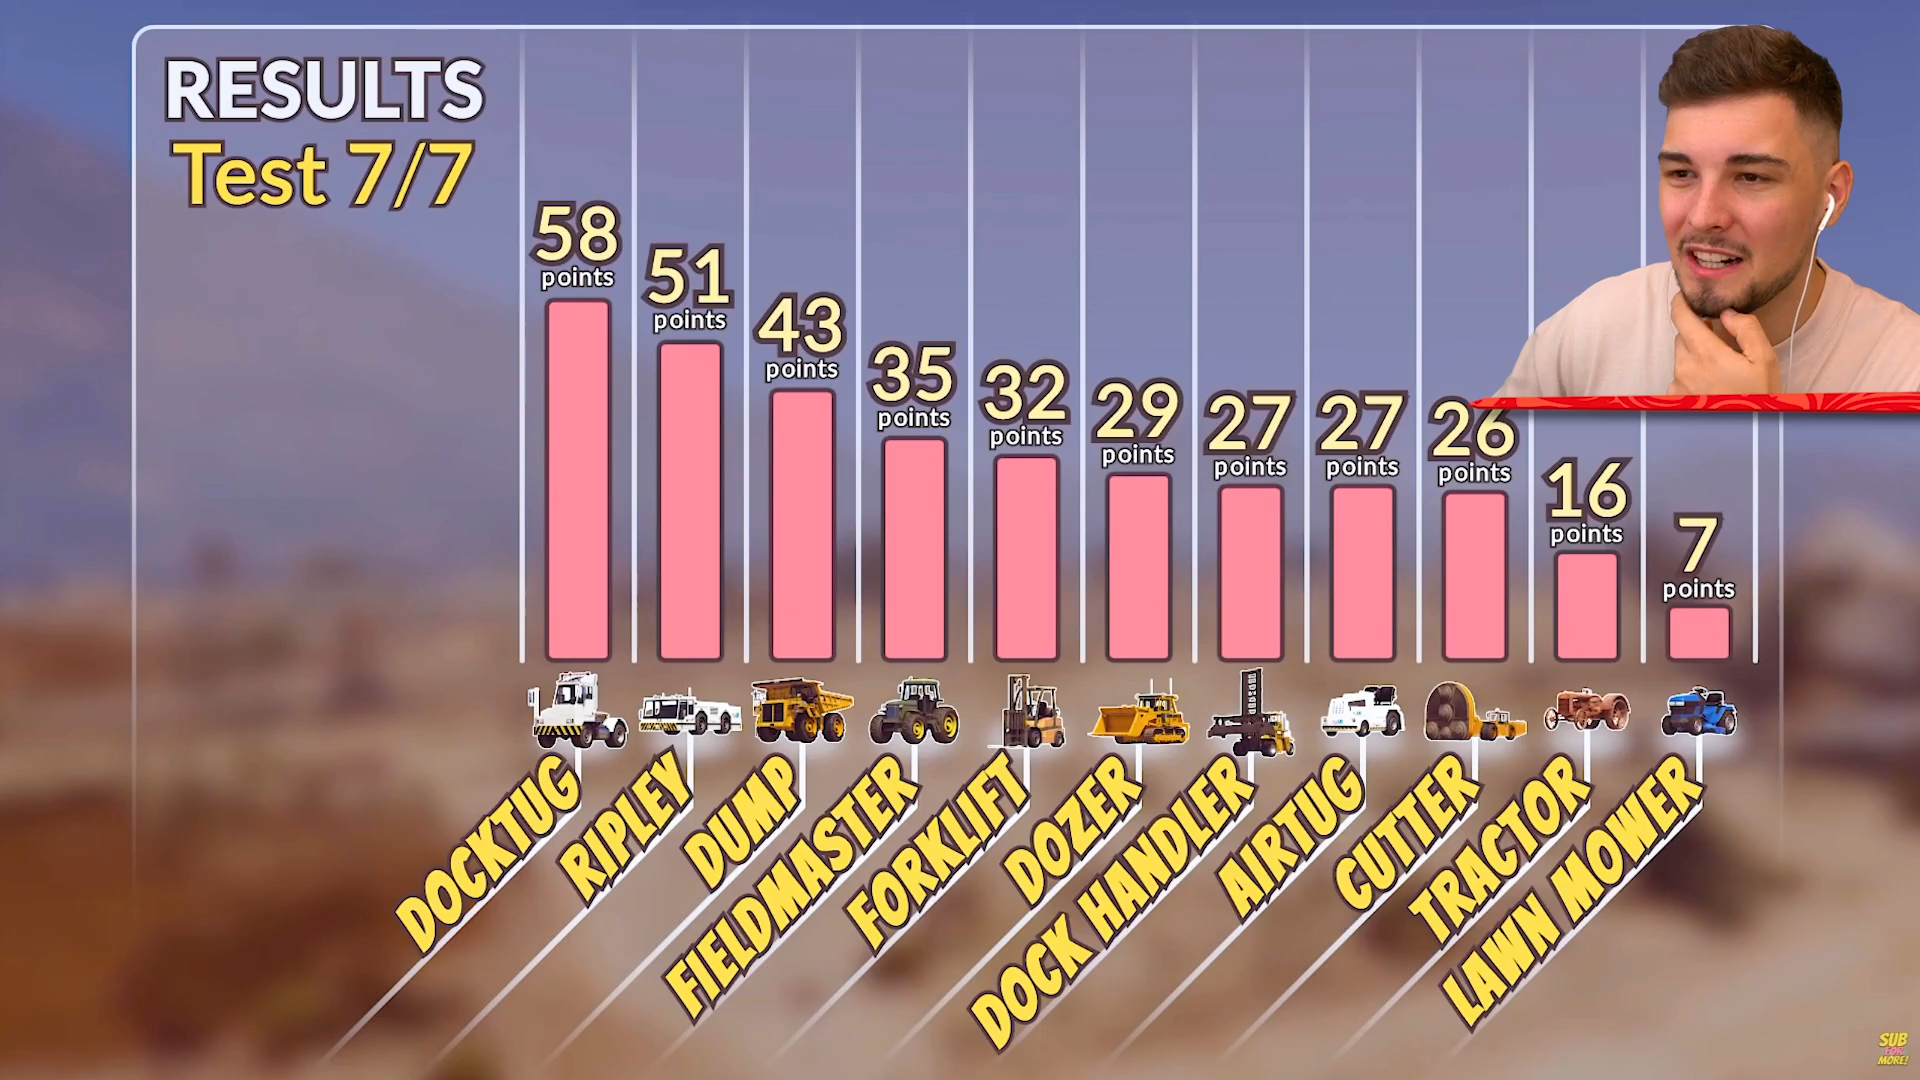 RESULTS
Test 7/7
58
points
51
points
43
points
35
points
32
points
29
points
27
points
27
points
26
points
16
points
7
points
DOCKTUG
RIPLEY
DUMP
FIELDMASTER
FORKLIFT
DOZER
DOCK HANDLER
AIRTUG
CUTTER
TRACTOR
LAWN MOWER
SUB
FOR
MORE!